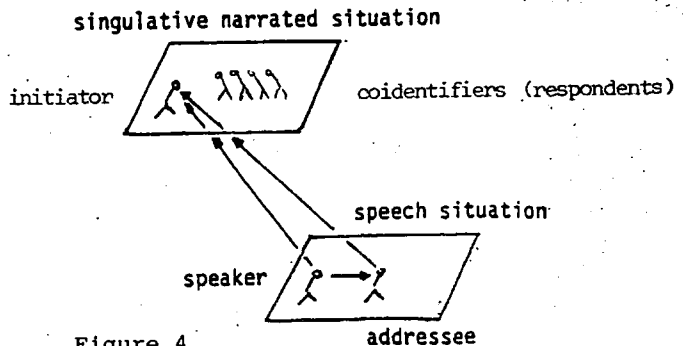 singulative narrated situation
initiator
coidentifiers (respondents)
speech situation
speaker
addressee
Figure 4